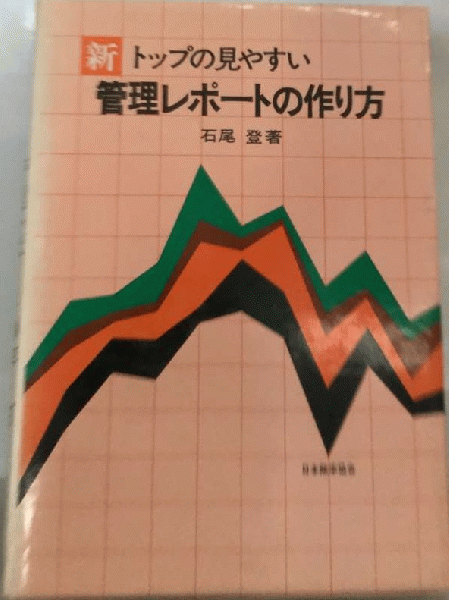 新 トップの見やすい
管理レポートの作り方
石尾 登著